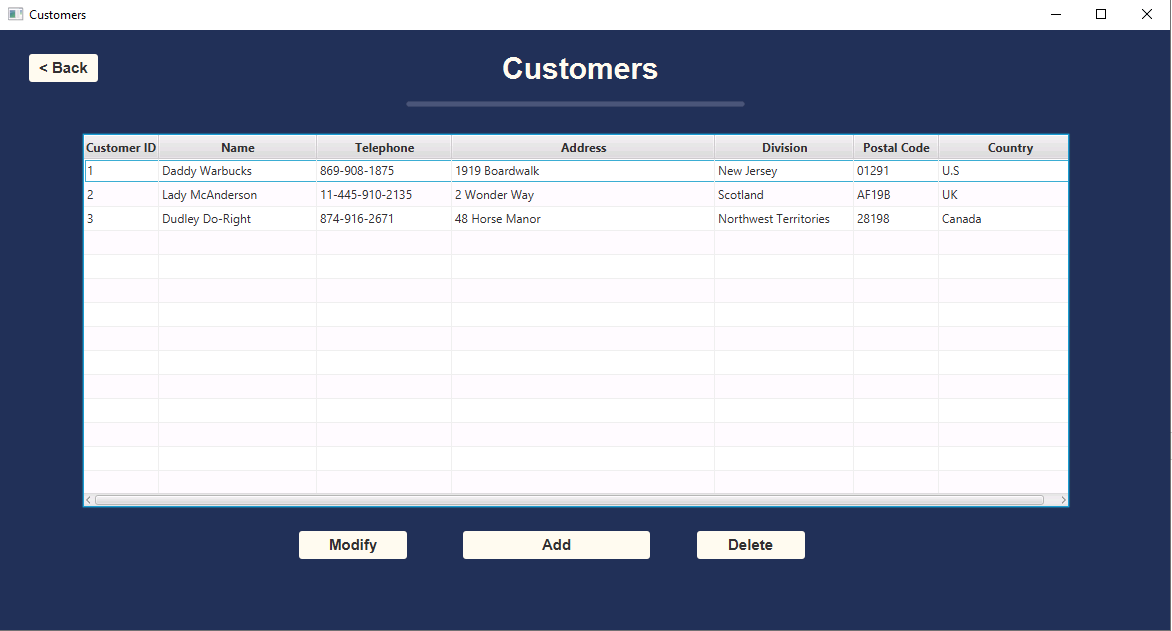 Customers
< Back
Customers
Customer ID Name Telephone Address Division Postal Code Country
1 Daddy Warbucks 869-908-1875 1919 Boardwalk New Jersey 01291 U.S
2 Lady McAnderson 11-445-910-2135 2 Wonder Way Scotland AF19B UK
3 Dudley Do-Right 874-916-2671 48 Horse Manor Northwest Territories 28198 Canada
Modify Add Delete